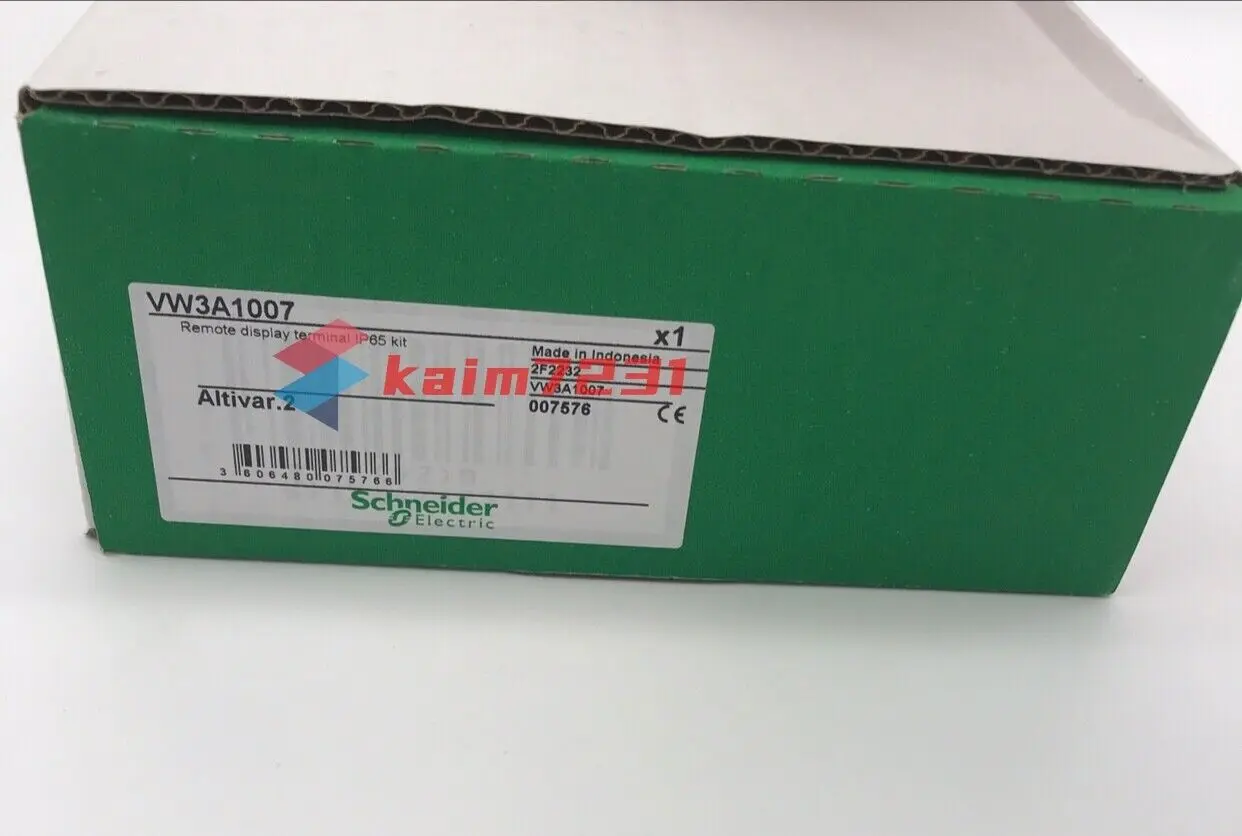 VW3A1007
Remote display terminal IP65 kit
x1
Made in Indonesia
2F2232
VW3A1007
007576
CE
Altivar.2
kaim7231
3 606480 075766
Schneider
Electric